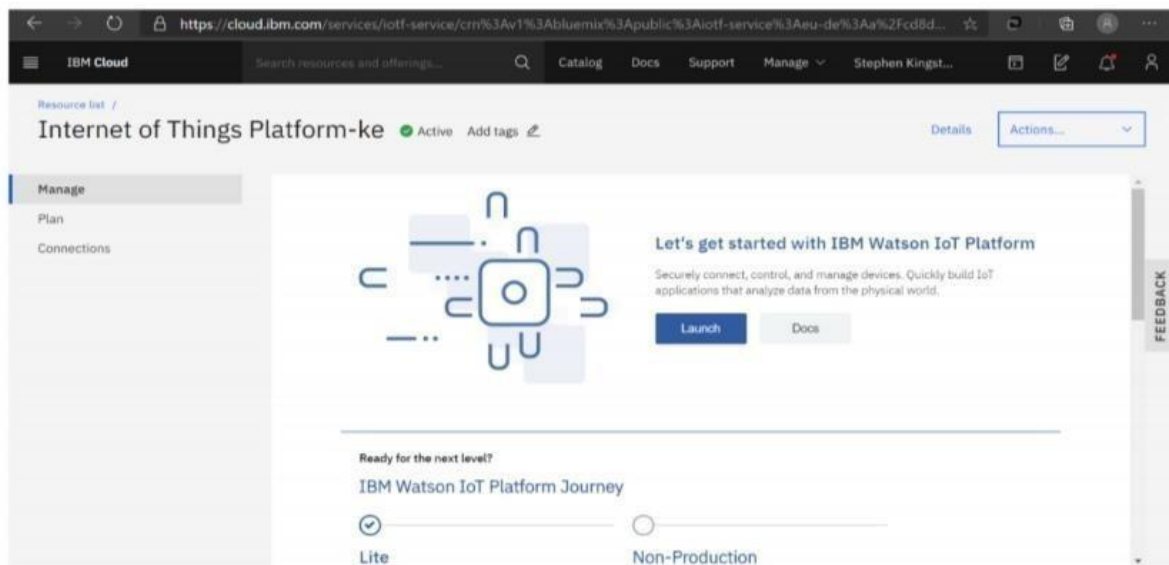 https://cloud.ibm.com/services/iotf-service/crn%3Av1%3Abluemix%3Apublic%3Aiotf-service%3Aeu-de%3Aa%2Fcd8d...
IBM Cloud Search resources and offerings... Catalog Docs Support Manage Stephen Kingst...
Resource list /
Internet of Things Platform-ke Active Add tags Details Actions...
Manage
Plan
Connections
Let's get started with IBM Watson IoT Platform
Securely connect, control, and manage devices. Quickly build IoT
applications that analyze data from the physical world.
Launch Docs
FEEDBACK
Ready for the next level?
IBM Watson IoT Platform Journey
Lite Non-Production